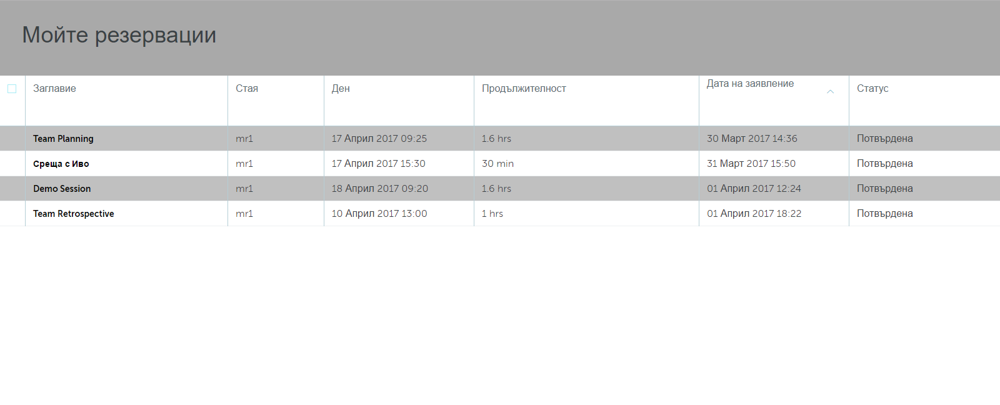 Мойте резервации
Заглавие Стая Ден Продължителност Дата на заявление Статус
Team Planning mr1 17 Април 2017 09:25 1.6 hrs 30 Март 2017 14:36 Потвърдена
Среща с Иво mr1 17 Април 2017 15:30 30 min 31 Март 2017 15:50 Потвърдена
Demo Session mr1 18 Април 2017 09:20 1.6 hrs 01 Април 2017 12:24 Потвърдена
Team Retrospective mr1 10 Април 2017 13:00 1 hrs 01 Април 2017 18:22 Потвърдена